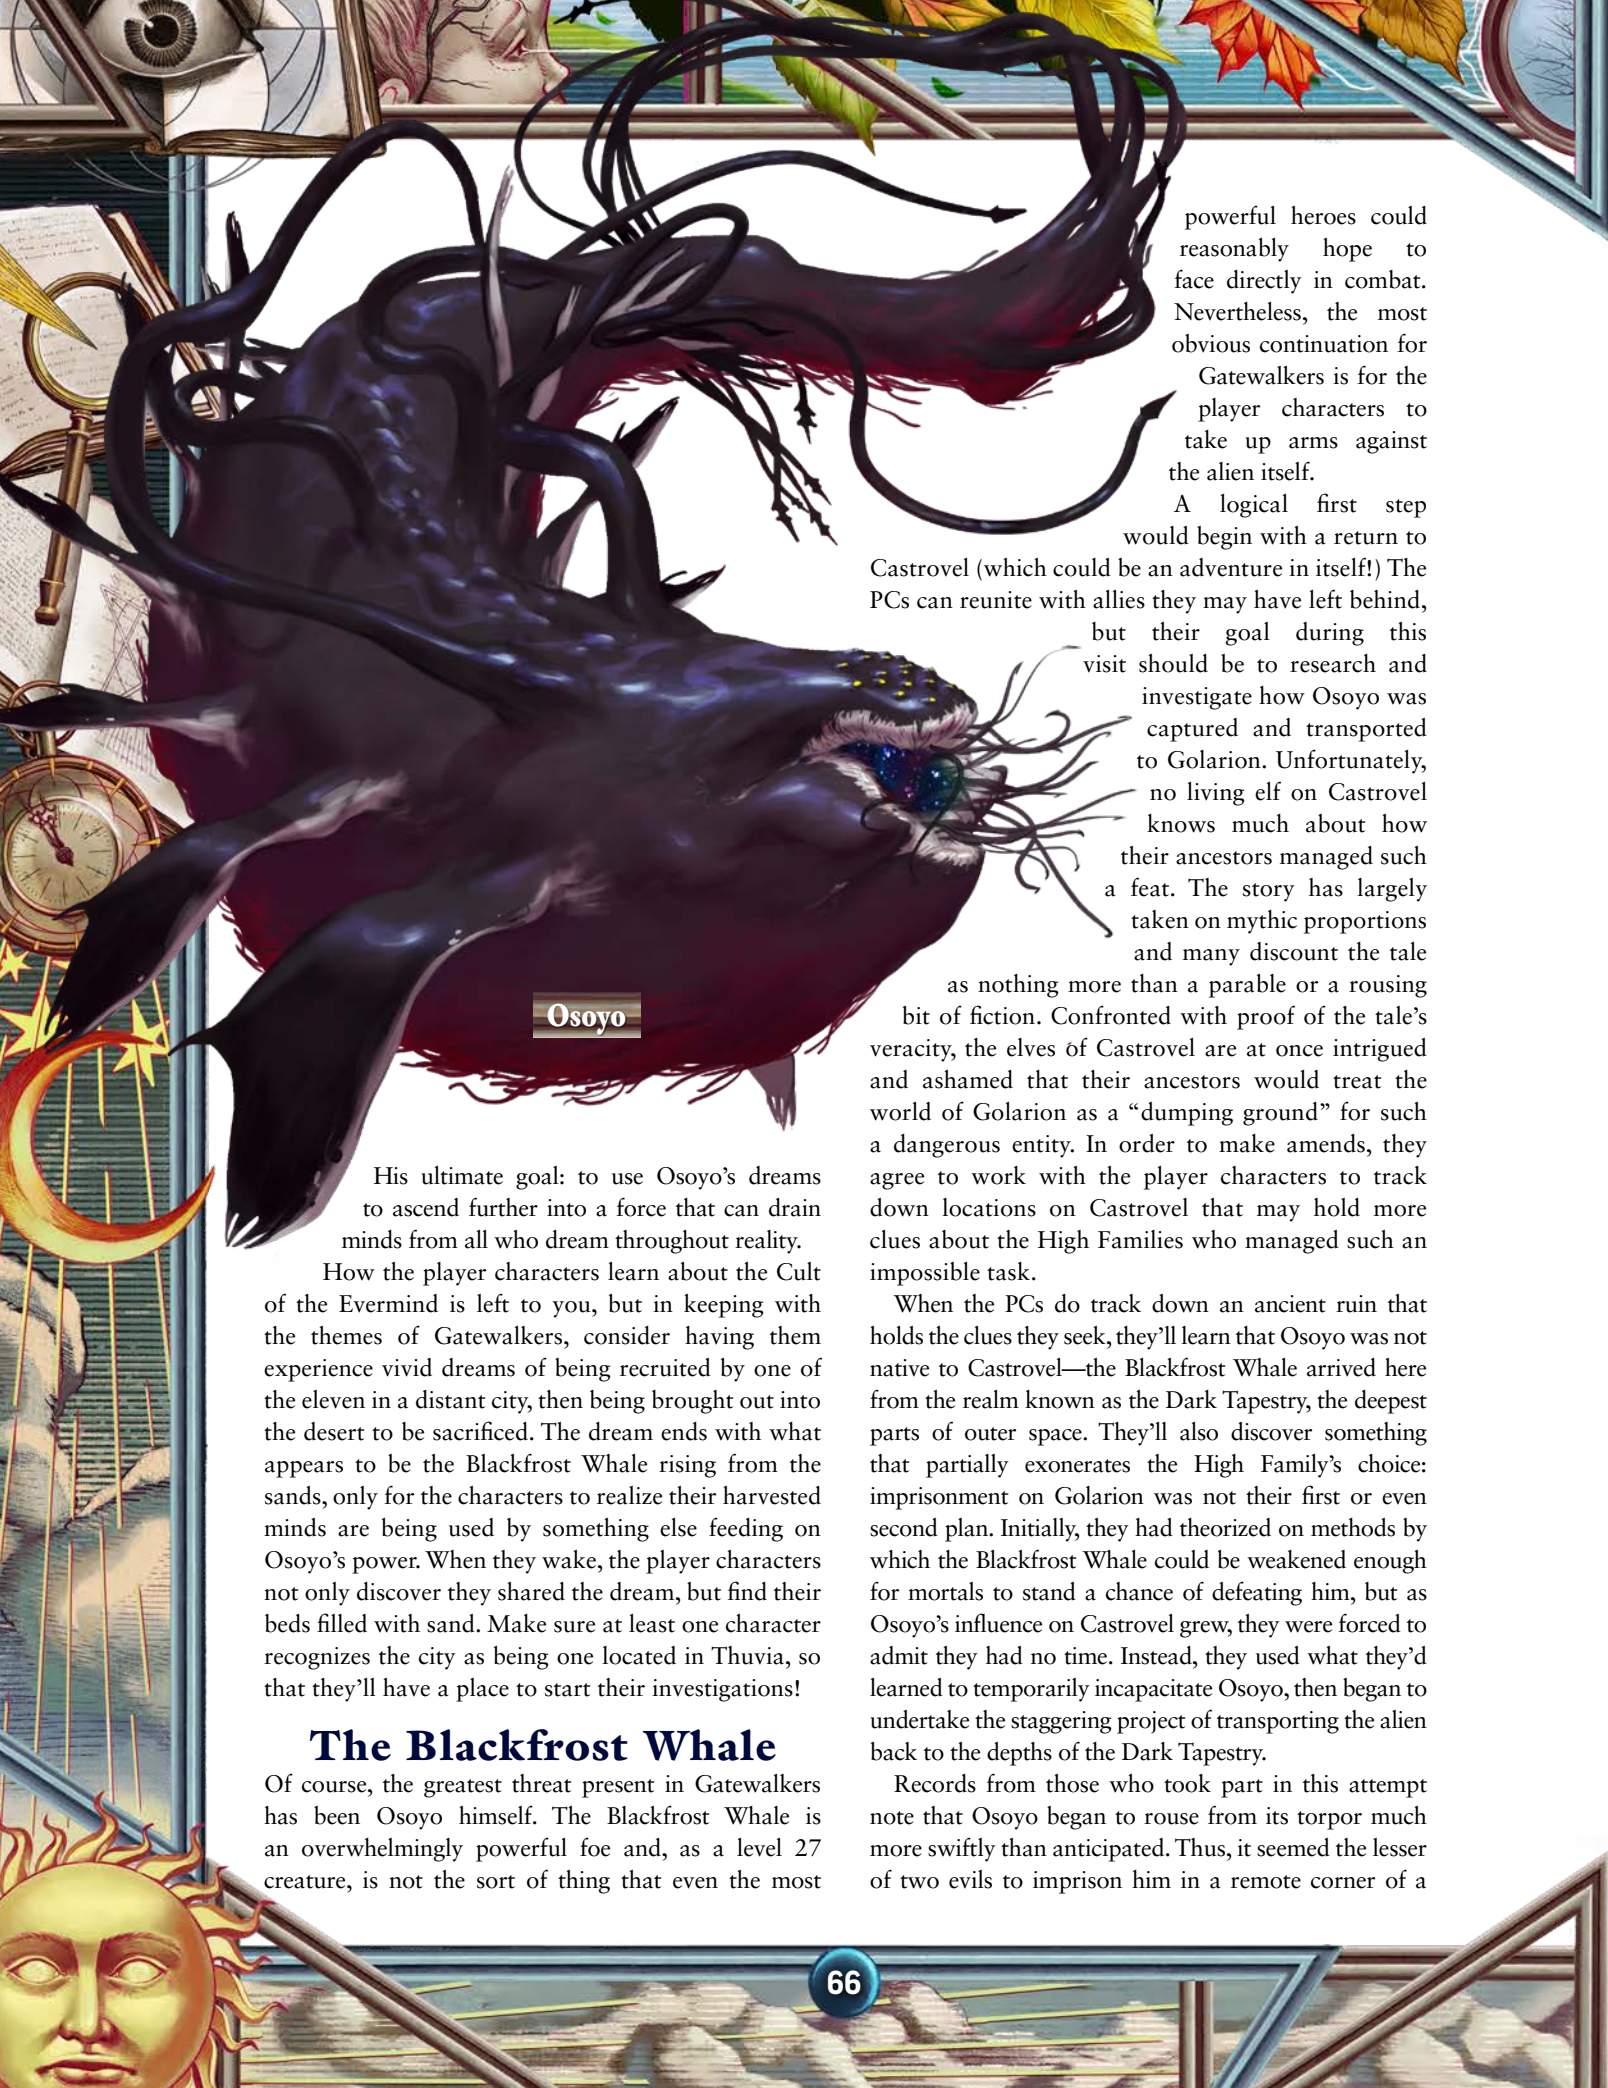 Osoyo
His ultimate goal: to use Osoyo's dreams
to ascend further into a force that can drain
minds from all who dream throughout reality.
How the player characters learn about the Cult
of the Evermind is left to you, but in keeping with
the themes of Gatewalkers, consider having them
experience vivid dreams of being recruited by one of
the eleven in a distant city, then being brought out into
the desert to be sacrificed. The dream ends with what
appears to be the Blackfrost Whale rising from the
sands, only for the characters to realize their harvested
minds are being used by something else feeding on
Osoyo's power. When they wake, the player characters
not only discover they shared the dream, but find their
beds filled with sand. Make sure at least one character
recognizes the city as being one located in Thuvia, so
that they'll have a place to start their investigations!
The Blackfrost Whale
Of course, the greatest threat present in Gatewalkers
has been Osoyo himself. The Blackfrost Whale is
an overwhelmingly powerful foe and, as a level 27
creature, is not the sort of thing that even the most
powerful heroes could
reasonably hope to
face directly in combat.
Nevertheless, the most
obvious continuation for
Gatewalkers is for the
player characters to
take up arms against
the alien itself.
A logical first step
would begin with a return to
Castrovel (which could be an adventure in itself!) The
PCs can reunite with allies they may have left behind,
but their goal during this
visit should be to research and
investigate how Osoyo was
captured and transported
to Golarion. Unfortunately,
no living elf on Castrovel
knows much about how
their ancestors managed such
a feat. The story has largely
taken on mythic proportions
and many discount the tale
as nothing more than a parable or a rousing
bit of fiction. Confronted with proof of the tale's
veracity, the elves of Castrovel are at once intrigued
and ashamed that their ancestors would treat the
world of Golarion as a “dumping ground” for such
a dangerous entity. In order to make amends, they
agree to work with the player characters to track
down locations on Castrovel that may hold more
clues about the High Families who managed such an
impossible task.
When the PCs do track down an ancient ruin that
holds the clues they seek, they'll learn that Osoyo was not
native to Castrovel—the Blackfrost Whale arrived here
from the realm known as the Dark Tapestry, the deepest
parts of outer space. They'll also discover something
that partially exonerates the High Family's choice:
imprisonment on Golarion was not their first or even
second plan. Initially, they had theorized on methods by
which the Blackfrost Whale could be weakened enough
for mortals to stand a chance of defeating him, but as
Osoyo's influence on Castrovel grew, they were forced to
admit they had no time. Instead, they used what they'd
learned to temporarily incapacitate Osoyo, then began to
undertake the staggering project of transporting the alien
back to the depths of the Dark Tapestry.
Records from those who took part in this attempt
note that Osoyo began to rouse from its torpor much
more swiftly than anticipated. Thus, it seemed the lesser
of two evils to imprison him in a remote corner of a
66